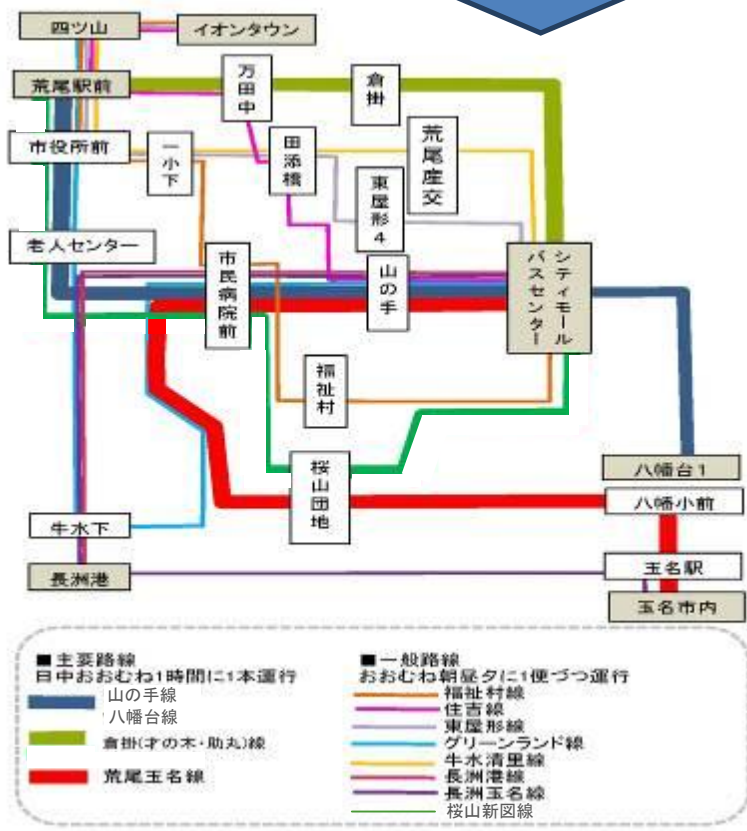 四ツ山
イオンタウン
荒尾駅前
万田中
倉掛
市役所前
一小下
田添橋
荒尾産交
東屋形4
老人センター
市民病院前
山の手
シティモール
バスセンター
福祉村
桜山団地
八幡台1
八幡小前
牛水下
玉名駅
長洲港
玉名市内
■主要路線
日中おおむね1時間に1本運行
山の手線
八幡台線
倉掛(才の木・助丸)線
荒尾玉名線
■一般路線
おおむね朝昼夕に1便づつ運行
福祉村線
住吉線
東屋形線
グリーンランド線
牛水清里線
長洲港線
長洲玉名線
桜山新図線